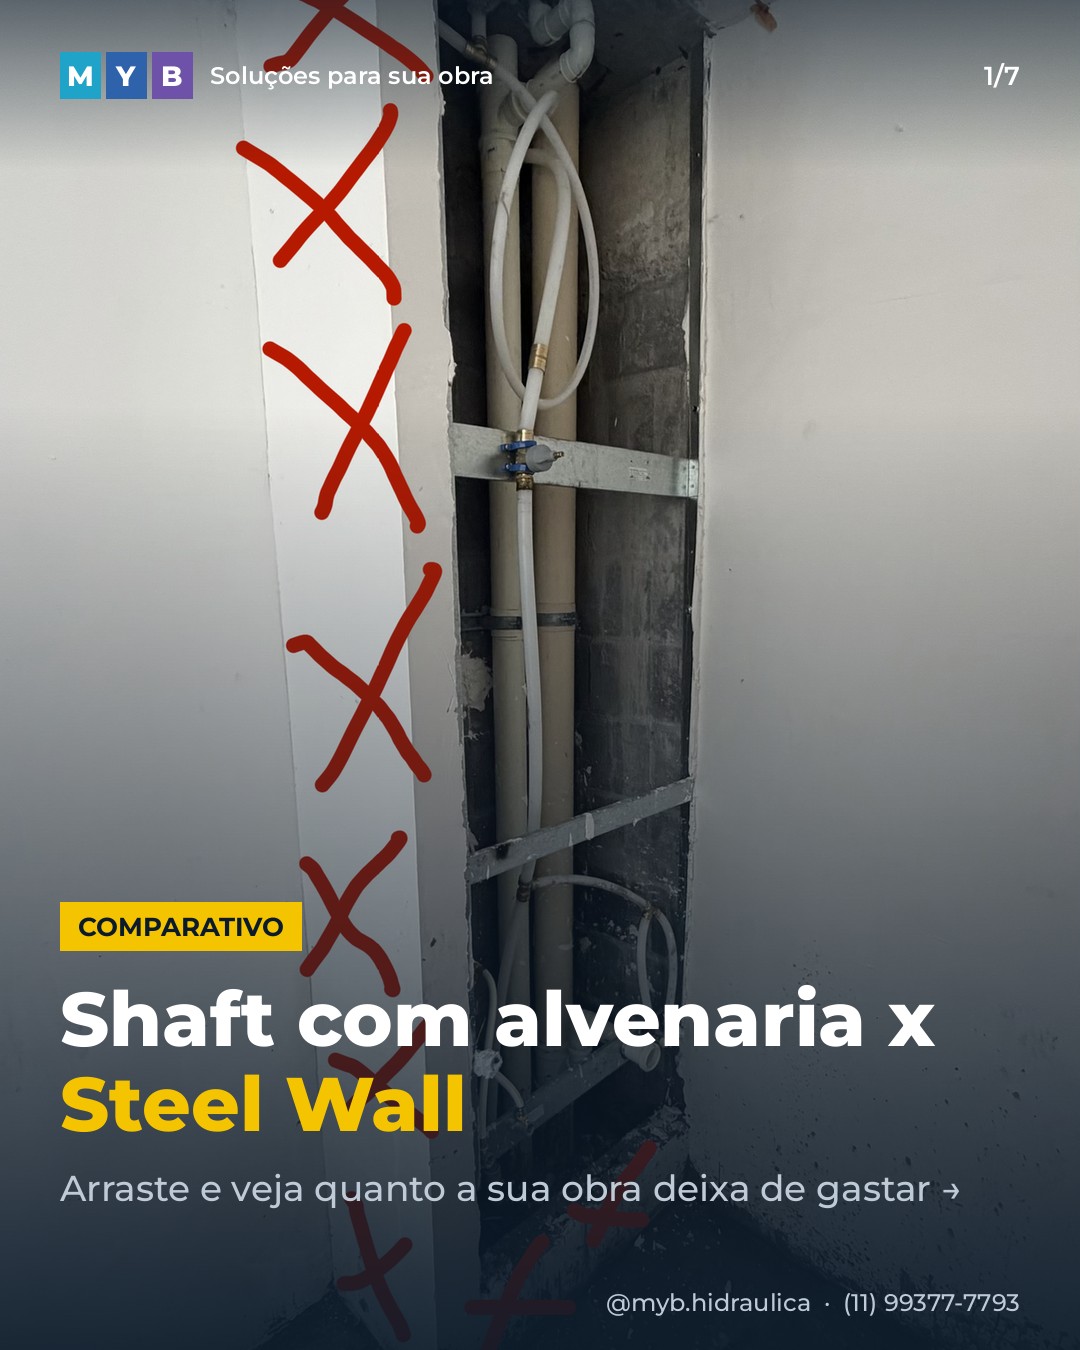 MYB Soluções para sua obra
1/7
COMPARATIVO
Shaft com alvenaria x
Steel Wall
Arraste e veja quanto a sua obra deixa de gastar →
@myb.hidraulica · (11) 99377-7793